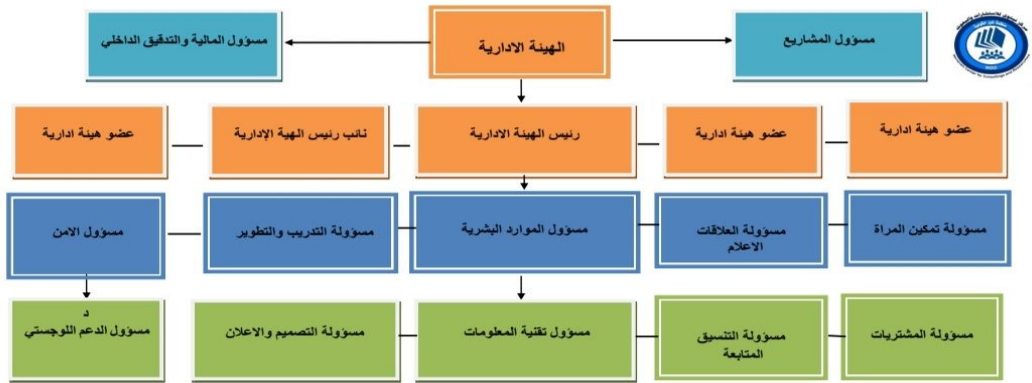 مسؤول المشاريع
الهيئة الادارية
مسؤول المالية والتدقيق الداخلي
عضو هيئة ادارية
عضو هيئة ادارية
رئيس الهيئة الادارية
نائب رئيس الهية الإدارية
عضو هيئة ادارية
مسؤولة تمكين المراة
مسؤولة العلاقات
الاعلام
مسؤول الموارد البشرية
مسؤولة التدريب والتطوير
مسؤول الامن
مسؤولة المشتريات
مسؤولة التنسيق
المتابعة
مسؤول تقنية المعلومات
مسؤولة التصميم والاعلان
د
مسؤول الدعم اللوجستي